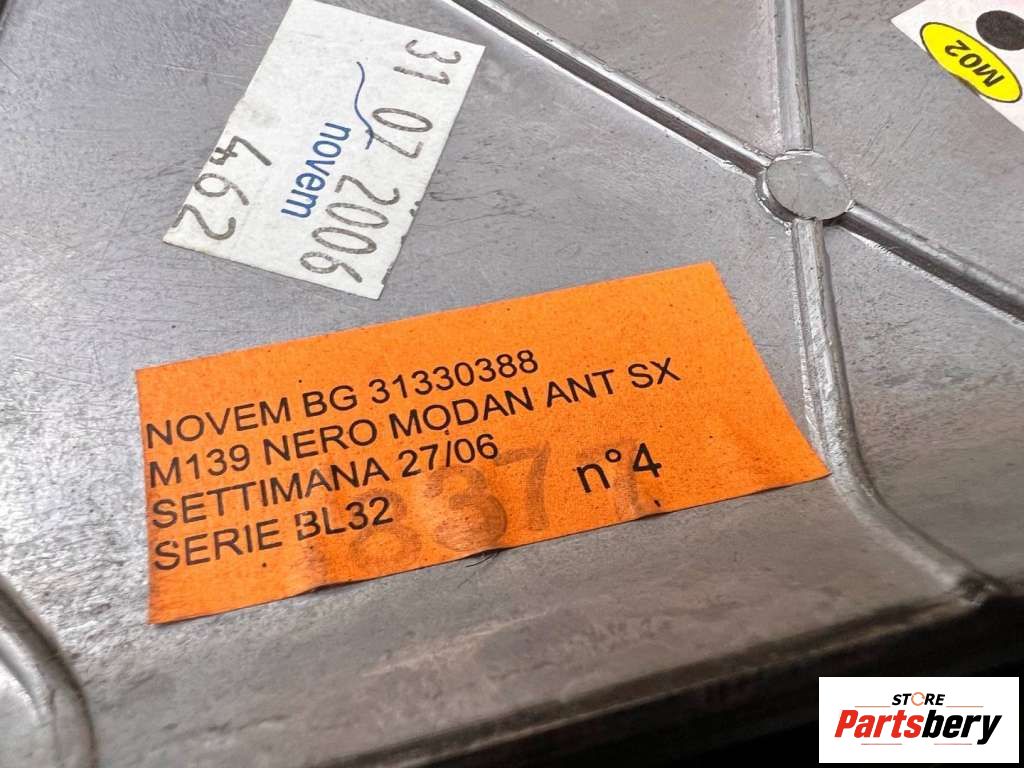 31 07 2006
novem
462
M02
NOVEM BG 31330388
M139 NERO MODAN ANT SX
SETTIMANA 27/06
SERIE BL32
n°4
STORE
Partsbery